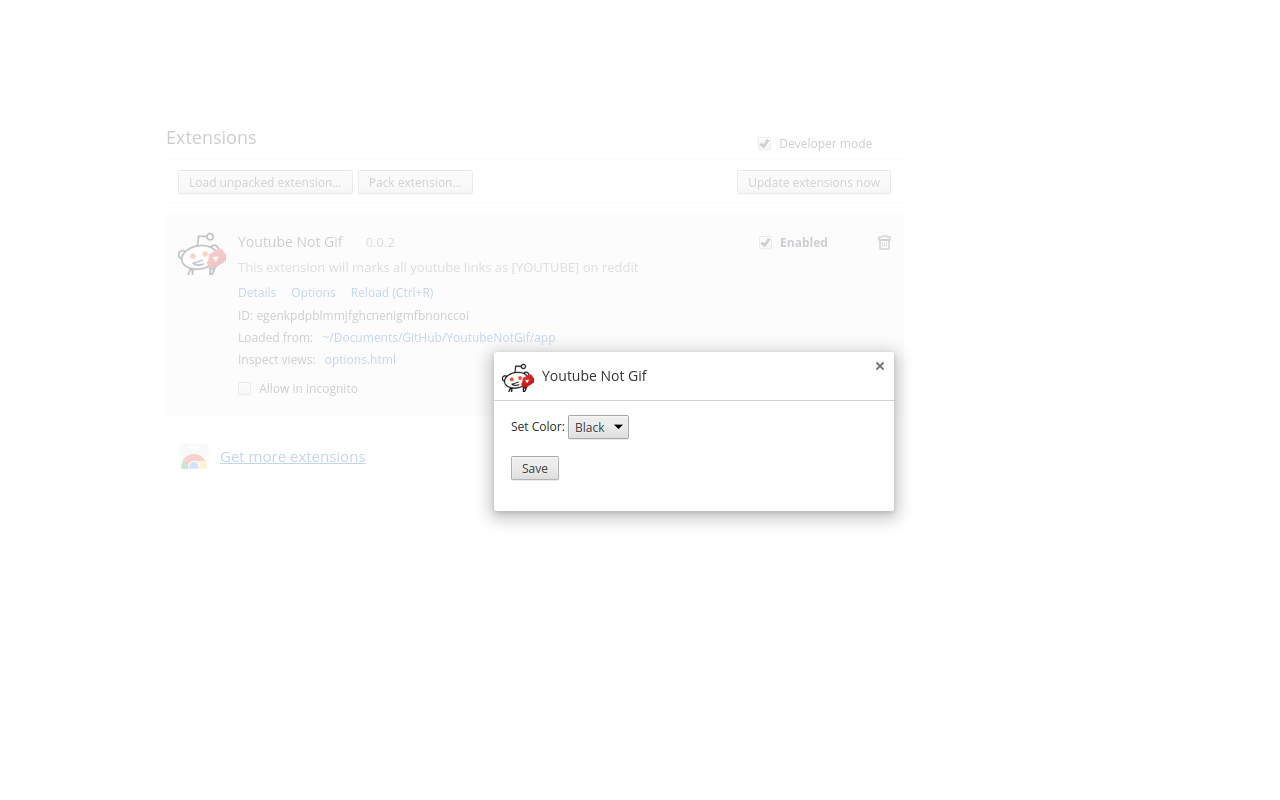 Extensions
Developer mode
Load unpacked extension... Pack extension... Update extensions now
Youtube Not Gif 0.0.2 Enabled
This extension will marks all youtube links as [YOUTUBE] on reddit
Details Options Reload (Ctrl+R)
ID: egenkpdpblmmjfghcnenigmfbnonccoi
Loaded from: ~/Documents/GitHub/YoutubeNotGif/app
Inspect views: options.html
Allow in incognito
Get more extensions
Youtube Not Gif
Set Color: Black
Save